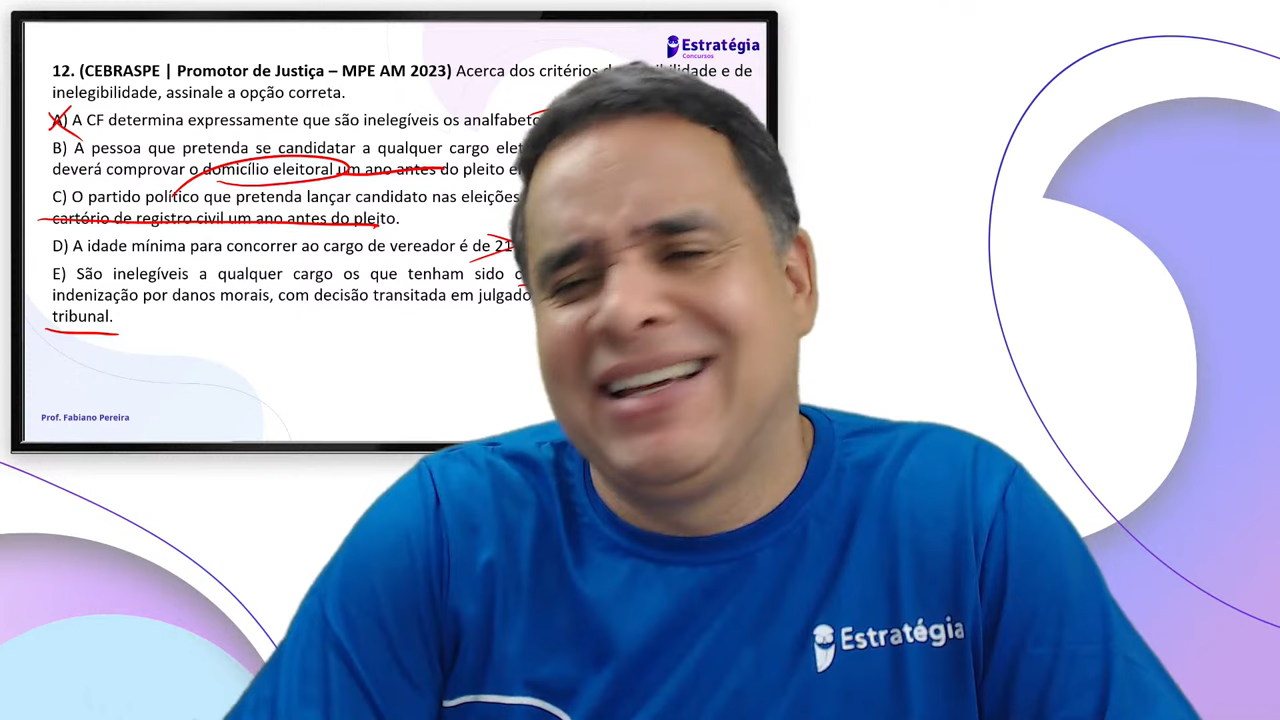 Estratégia
Concursos
12. (CEBRASPE | Promotor de Justiça – MPE AM 2023) Acerca dos critérios de e de
inelegibilidade, assinale a opção correta.
A) A CF determina expressamente que são inelegíveis os
B) A pessoa que pretenda se candidatar a qualquer cargo
deverá comprovar o domicílio eleitoral um ano antes do pleito
C) O partido político que pretenda lançar candidato nas eleições
cartório de registro civil um ano antes do pleito.
D) A idade mínima para concorrer ao cargo de vereador é de 21
E) São inelegíveis a qualquer cargo os que tenham sido
indenização por danos morais, com decisão transitada em julgado
tribunal.
Prof. Fabiano Pereira
Estratégia